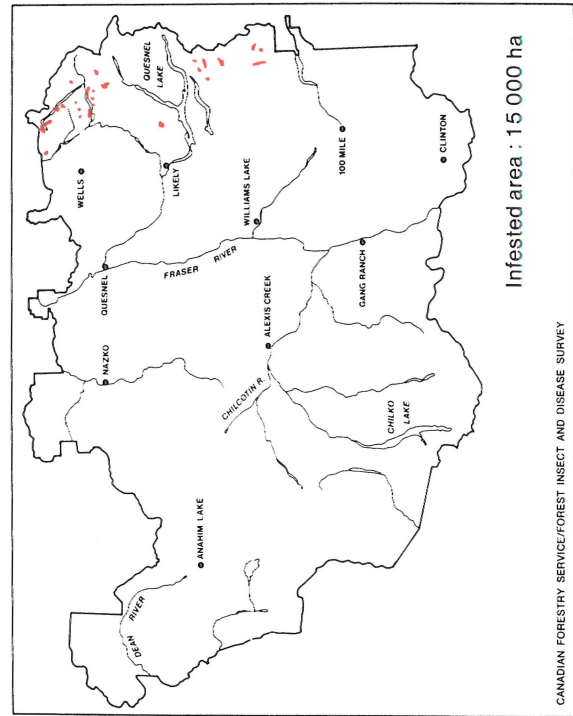 WELLS
QUESNEL
LAKE
LIKELY
QUESNEL
NAZKO
FRASER RIVER
WILLIAMS LAKE
100 MILE
CLINTON
GANG RANCH
ALEXIS CREEK
CHILCOTIN R.
CHILKO
LAKE
ANAHIM LAKE
DEAN RIVER
Infested area : 15 000 ha
CANADIAN FORESTRY SERVICE/FOREST INSECT AND DISEASE SURVEY